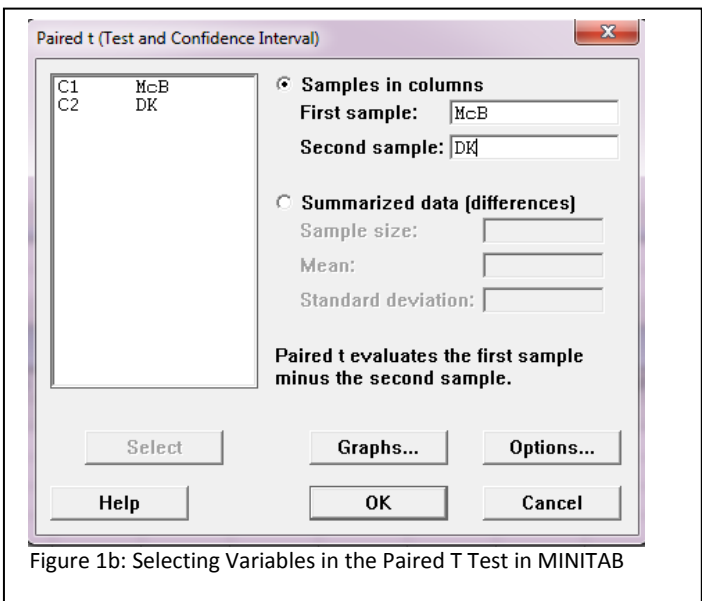 Paired t (Test and Confidence Interval)
x
C1 McB
C2 DK
Samples in columns
First sample: McB
Second sample: DK
Summarized data (differences)
Sample size:
Mean:
Standard deviation:
Paired t evaluates the first sample
minus the second sample.
Select Graphs... Options...
Help OK Cancel
Figure 1b: Selecting Variables in the Paired T Test in MINITAB